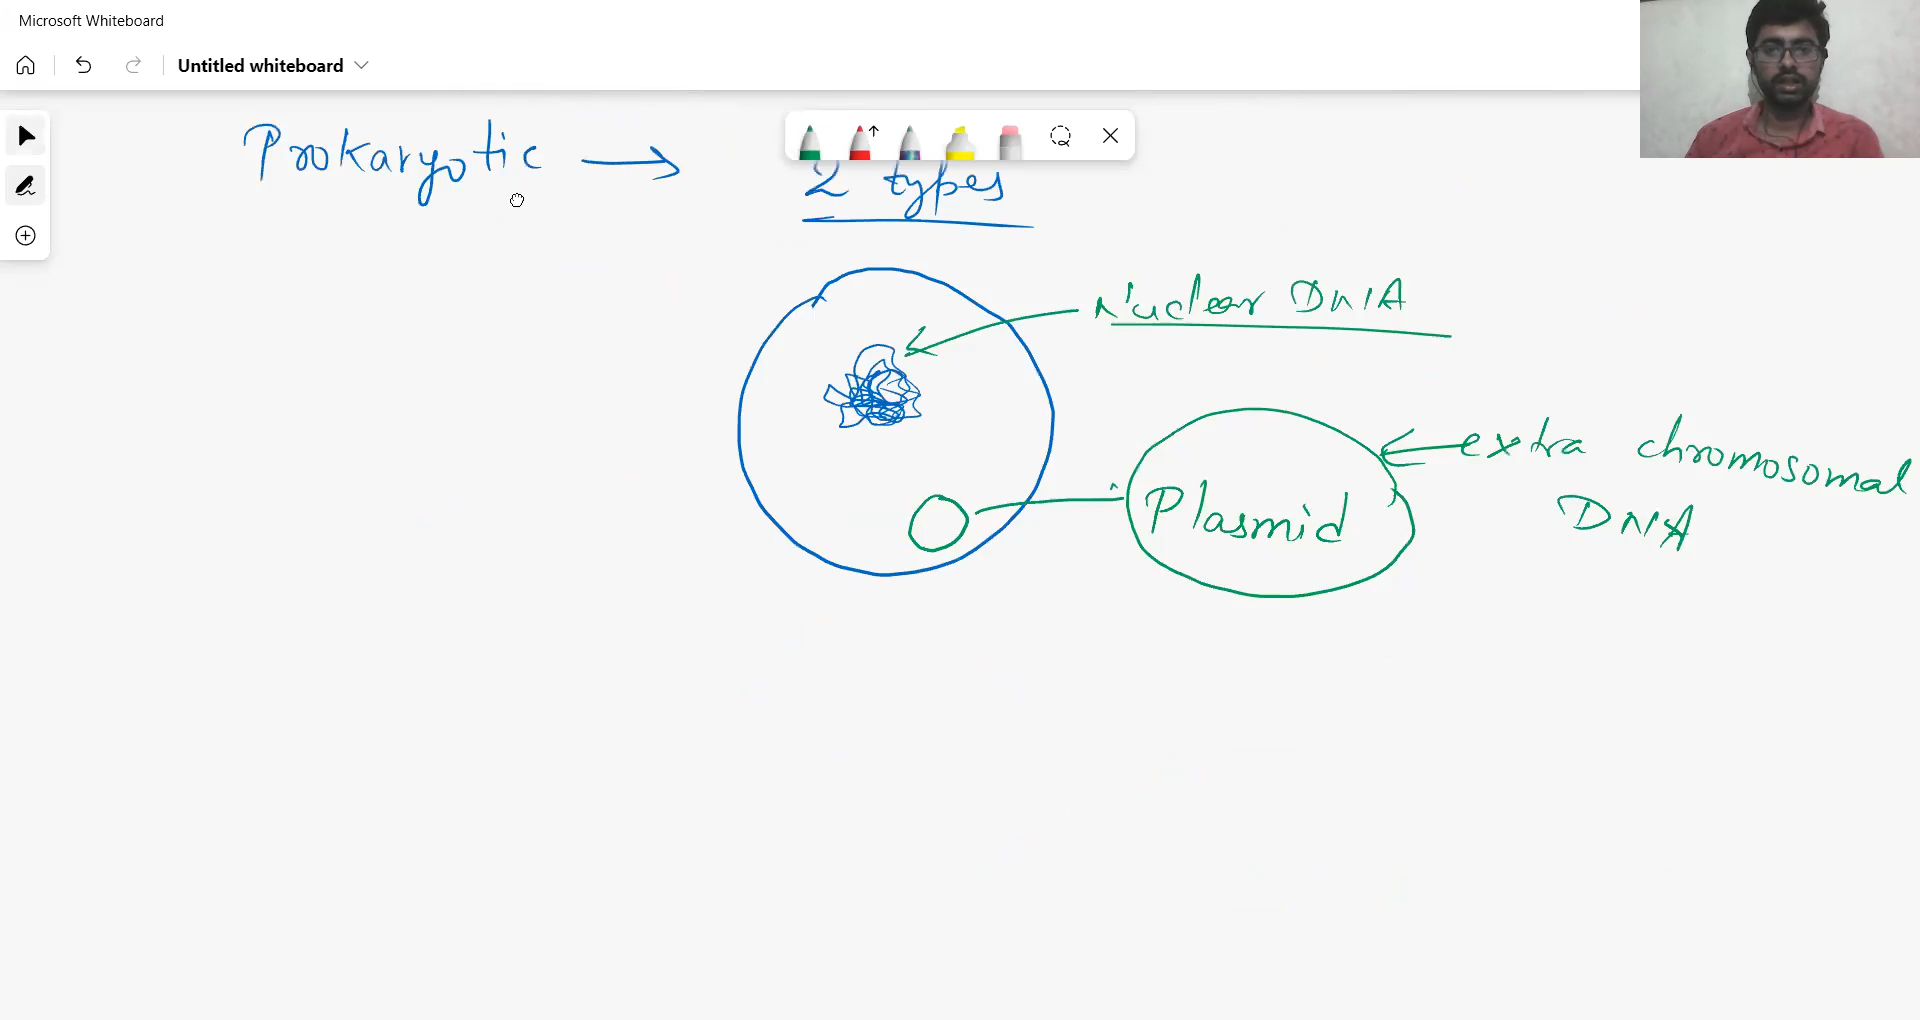 Microsoft Whiteboard
Untitled whiteboard
Prokaryotic → 2 types
Nuclear DNA
extra chromosomal
DNA
Plasmid